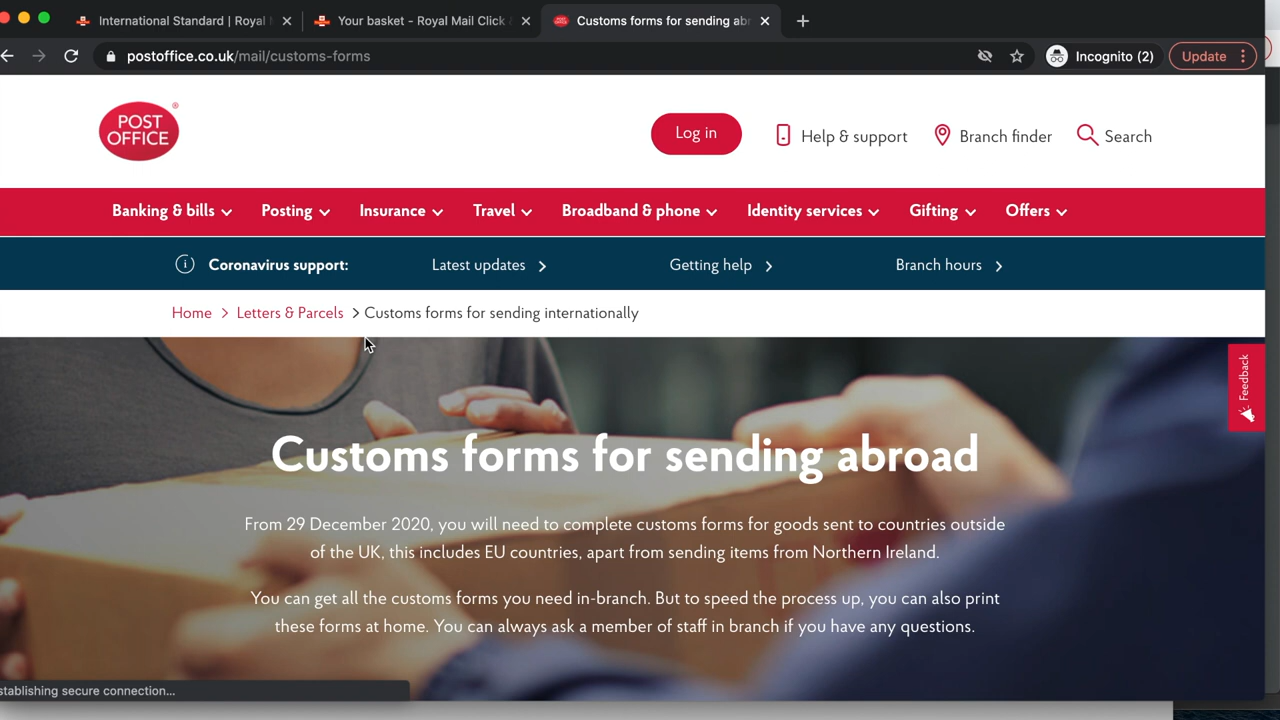 International Standard | Royal
Your basket - Royal Mail Click
Customs forms for sending abr
postoffice.co.uk/mail/customs-forms
Incognito (2)
Update
POST
OFFICE
®
Log in
Help & support
Branch finder
Search
Banking & bills
Posting
Insurance
Travel
Broadband & phone
Identity services
Gifting
Offers
Coronavirus support:
Latest updates
Getting help
Branch hours
Home > Letters & Parcels > Customs forms for sending internationally
Feedback
Customs forms for sending abroad
From 29 December 2020, you will need to complete customs forms for goods sent to countries outside
of the UK, this includes EU countries, apart from sending items from Northern Ireland.
You can get all the customs forms you need in-branch. But to speed the process up, you can also print
these forms at home. You can always ask a member of staff in branch if you have any questions.
stablishing secure connection...